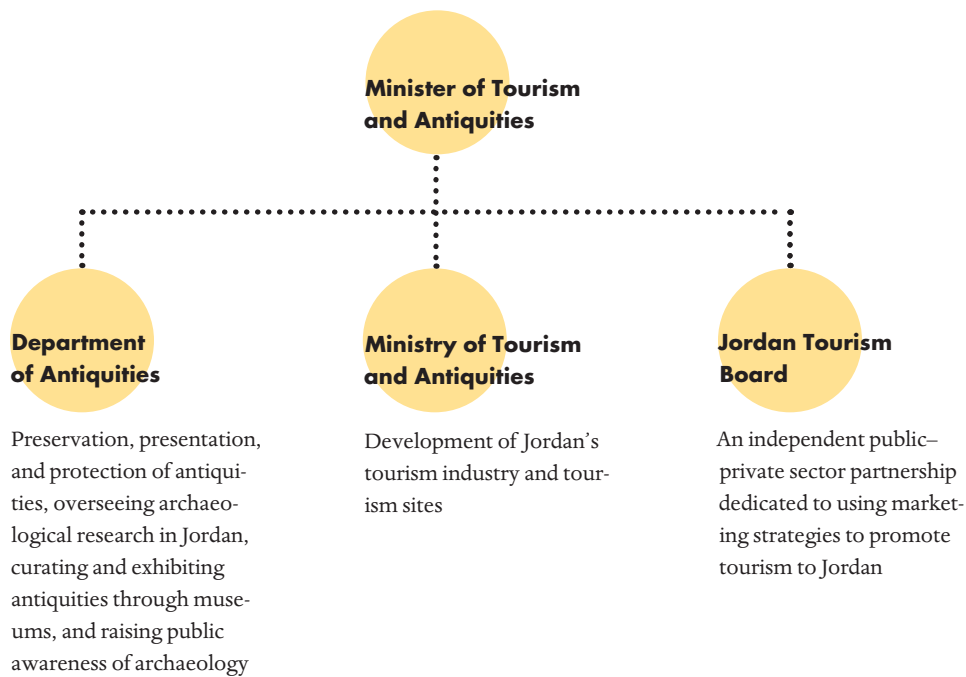 Minister of Tourism
and Antiquities
Department
of Antiquities
Preservation, presentation,
and protection of antiqui-
ties, overseeing archaeo-
logical research in Jordan,
curating and exhibiting
antiquities through muse-
ums, and raising public
awareness of archaeology
Ministry of Tourism
and Antiquities
Development of Jordan’s
tourism industry and tour-
ism sites
Jordan Tourism
Board
An independent public–
private sector partnership
dedicated to using market-
ing strategies to promote
tourism to Jordan